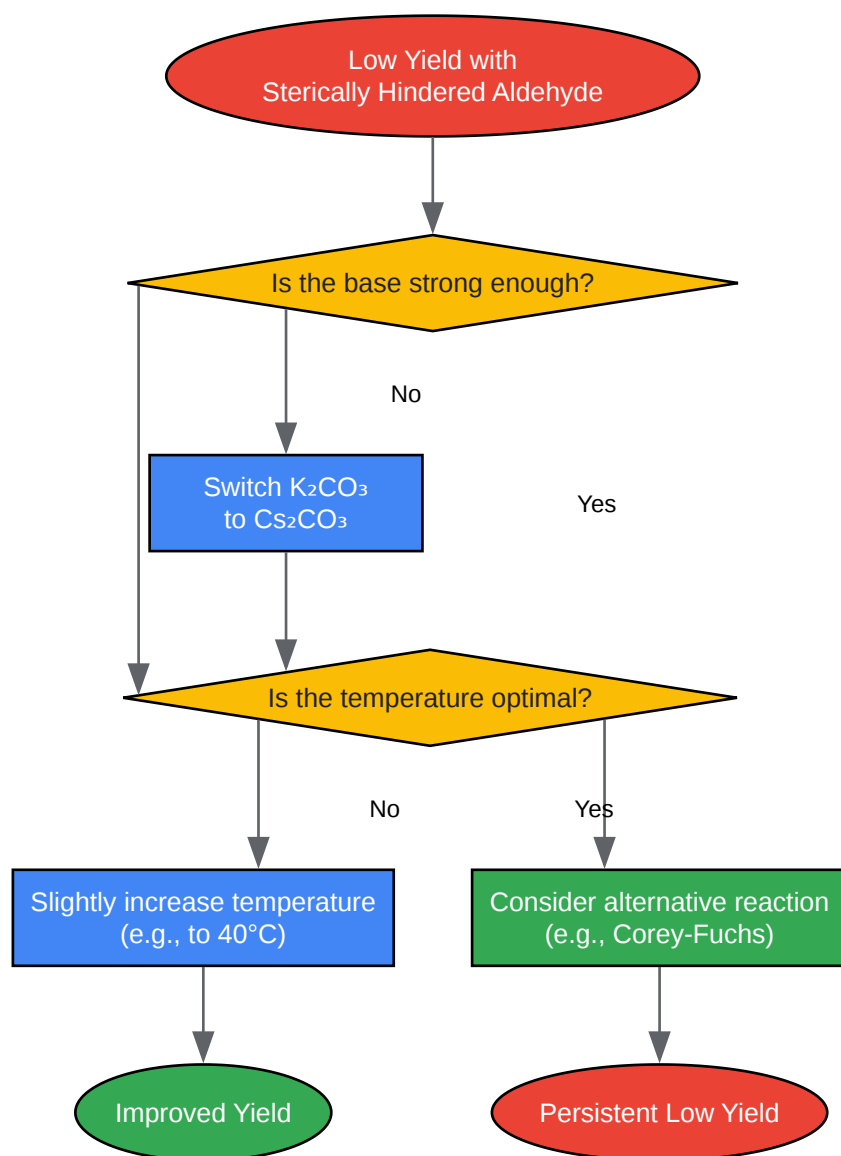 Low Yield with
Sterically Hindered Aldehyde
Is the base strong enough?
No
Switch K₂CO₃
to Cs₂CO₃
Yes
Is the temperature optimal?
No
Yes
Slightly increase temperature
(e.g., to 40°C)
Consider alternative reaction
(e.g., Corey-Fuchs)
Improved Yield
Persistent Low Yield